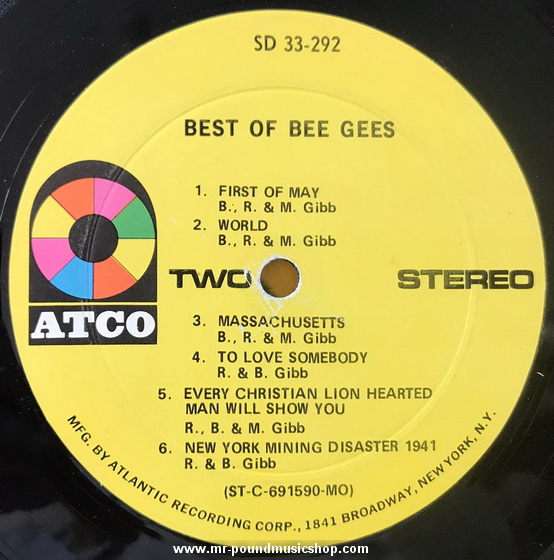 SD 33-292
BEST OF BEE GEES
1. FIRST OF MAY
B., R. & M. Gibb
2. WORLD
B., R. & M. Gibb
TWO
STEREO
ATCO
3. MASSACHUSETTS
B., R. & M. Gibb
4. TO LOVE SOMEBODY
R. & B. Gibb
5. EVERY CHRISTIAN LION HEARTED
MAN WILL SHOW YOU
R., B. & M. Gibb
6. NEW YORK MINING DISASTER 1941
R. & B. Gibb
(ST-C-691590-MO)
MFG. BY ATLANTIC RECORDING CORP., 1841 BROADWAY, NEW YORK, N.Y.
www.mr-poundmusicshop.com